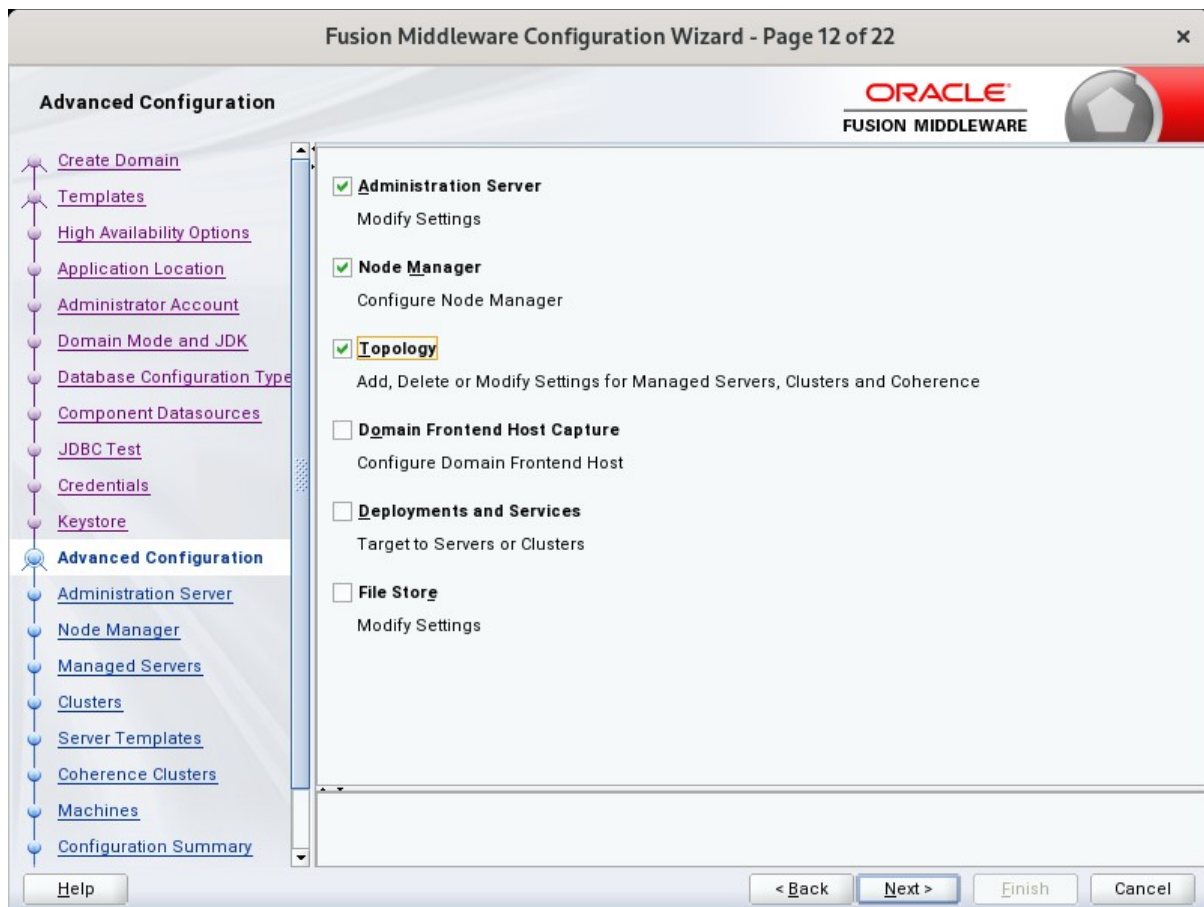 Fusion Middleware Configuration Wizard - Page 12 of 22
Advanced Configuration
ORACLE
FUSION MIDDLEWARE
Create Domain
Templates
High Availability Options
Application Location
Administrator Account
Domain Mode and JDK
Database Configuration Type
Component Datasources
JDBC Test
Credentials
Keystore
Advanced Configuration
Administration Server
Node Manager
Managed Servers
Clusters
Server Templates
Coherence Clusters
Machines
Configuration Summary
Administration Server
Modify Settings
Node Manager
Configure Node Manager
Topology
Add, Delete or Modify Settings for Managed Servers, Clusters and Coherence
Domain Frontend Host Capture
Configure Domain Frontend Host
Deployments and Services
Target to Servers or Clusters
File Store
Modify Settings
Help
< Back
Next >
Finish
Cancel